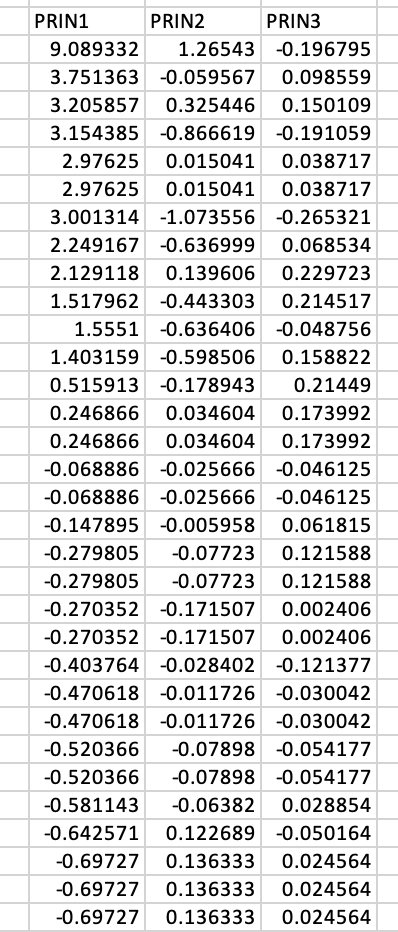 PRIN1 PRIN2 PRIN3
9.089332 1.26543 -0.196795
3.751363 -0.059567 0.098559
3.205857 0.325446 0.150109
3.154385 -0.866619 -0.191059
2.97625 0.015041 0.038717
2.97625 0.015041 0.038717
3.001314 -1.073556 -0.265321
2.249167 -0.636999 0.068534
2.129118 0.139606 0.229723
1.517962 -0.443303 0.214517
1.5551 -0.636406 -0.048756
1.403159 -0.598506 0.158822
0.515913 -0.178943 0.21449
0.246866 0.034604 0.173992
0.246866 0.034604 0.173992
-0.068886 -0.025666 -0.046125
-0.068886 -0.025666 -0.046125
-0.147895 -0.005958 0.061815
-0.279805 -0.07723 0.121588
-0.279805 -0.07723 0.121588
-0.270352 -0.171507 0.002406
-0.270352 -0.171507 0.002406
-0.403764 -0.028402 -0.121377
-0.470618 -0.011726 -0.030042
-0.470618 -0.011726 -0.030042
-0.520366 -0.07898 -0.054177
-0.520366 -0.07898 -0.054177
-0.581143 -0.06382 0.028854
-0.642571 0.122689 -0.050164
-0.69727 0.136333 0.024564
-0.69727 0.136333 0.024564
-0.69727 0.136333 0.024564